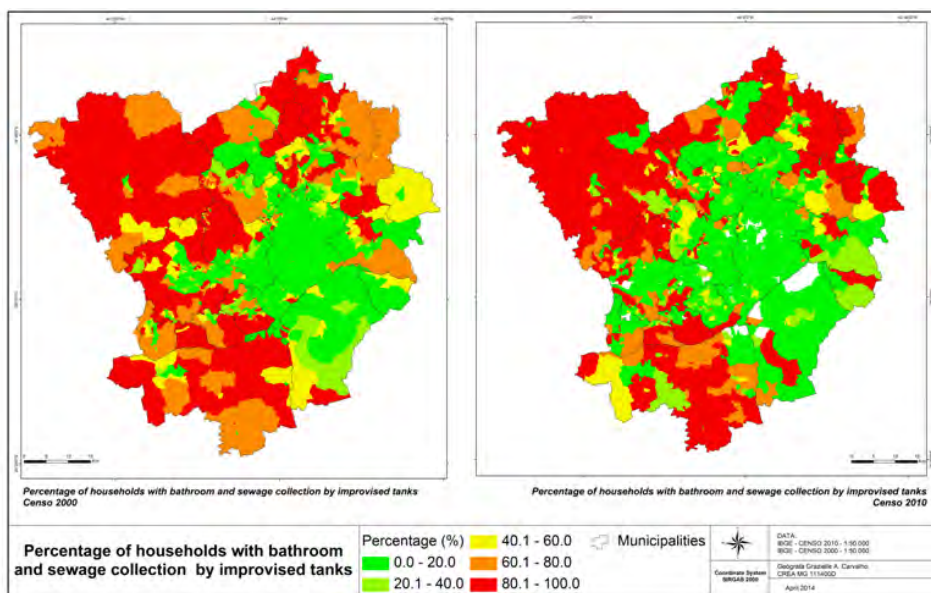 Percentage of households with bathroom and sewage collection by improvised tanks
Censo 2000
Percentage of households with bathroom and sewage collection by improvised tanks
Censo 2010
Percentage of households with bathroom
and sewage collection by improvised tanks
Percentage (%)
0.0 - 20.0
20.1 - 40.0
40.1 - 60.0
60.1 - 80.0
80.1 - 100.0
Municipalities
Coordinate System
SIRGAS 2000
DATA:
IBGE - CENSO 2010 - 1:50.000
IBGE - CENSO 2000 - 1:50.000
Geógrafa Grazielle A. Carvalho
CREA MG 111400D
April 2014